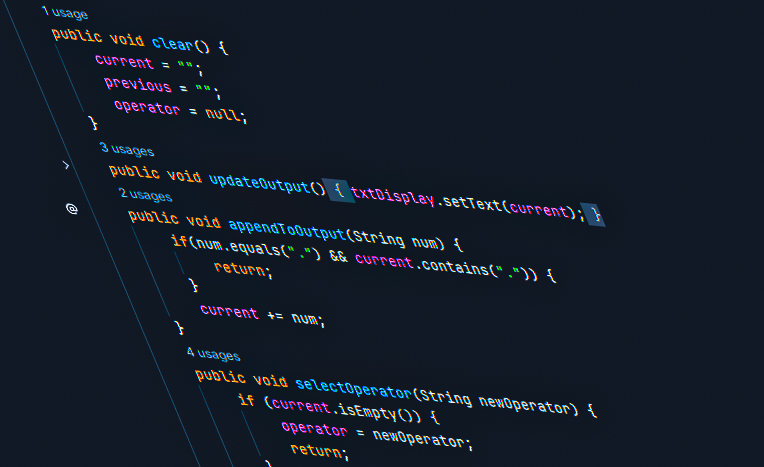 1 usage
public void clear() {
current = "";
previous = "";
operator = null;
}
3 usages
public void updateOutput() { txtDisplay.setText(current); }
2 usages
@ public void appendToOutput(String num) {
if(num.equals(".") && current.contains(".")) {
return;
}
current += num;
}
4 usages
public void selectOperator(String newOperator) {
if (current.isEmpty()) {
operator = newOperator;
return;
}